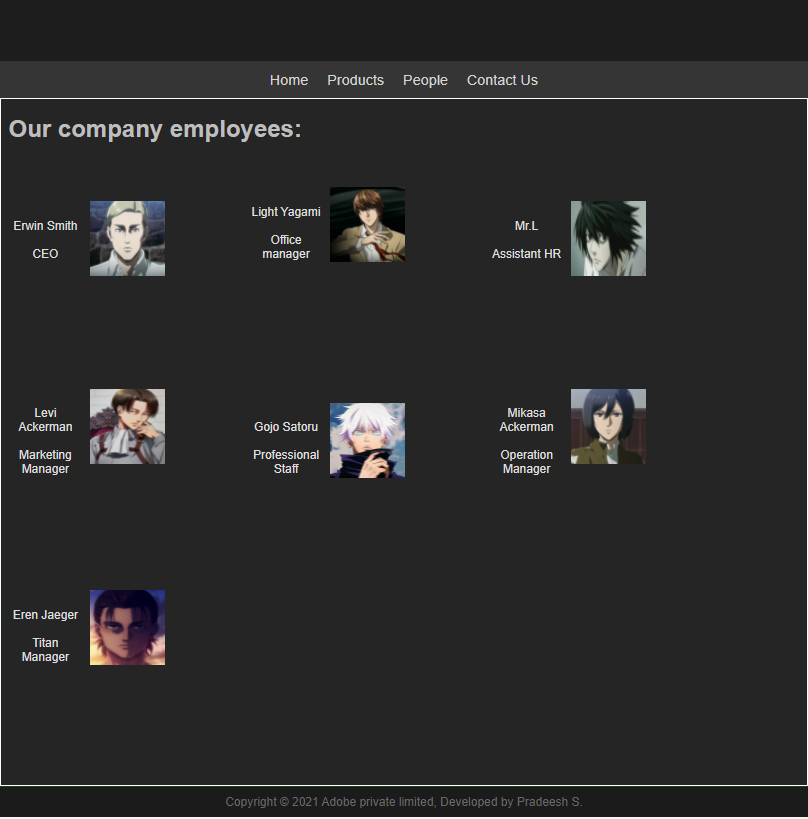 Home Products People Contact Us
Our company employees:
Erwin Smith
CEO
Light Yagami
Office
manager
Mr.L
Assistant HR
Levi
Ackerman
Marketing
Manager
Gojo Satoru
Professional
Staff
Mikasa
Ackerman
Operation
Manager
Eren Jaeger
Titan
Manager
Copyright © 2021 Adobe private limited, Developed by Pradeesh S.